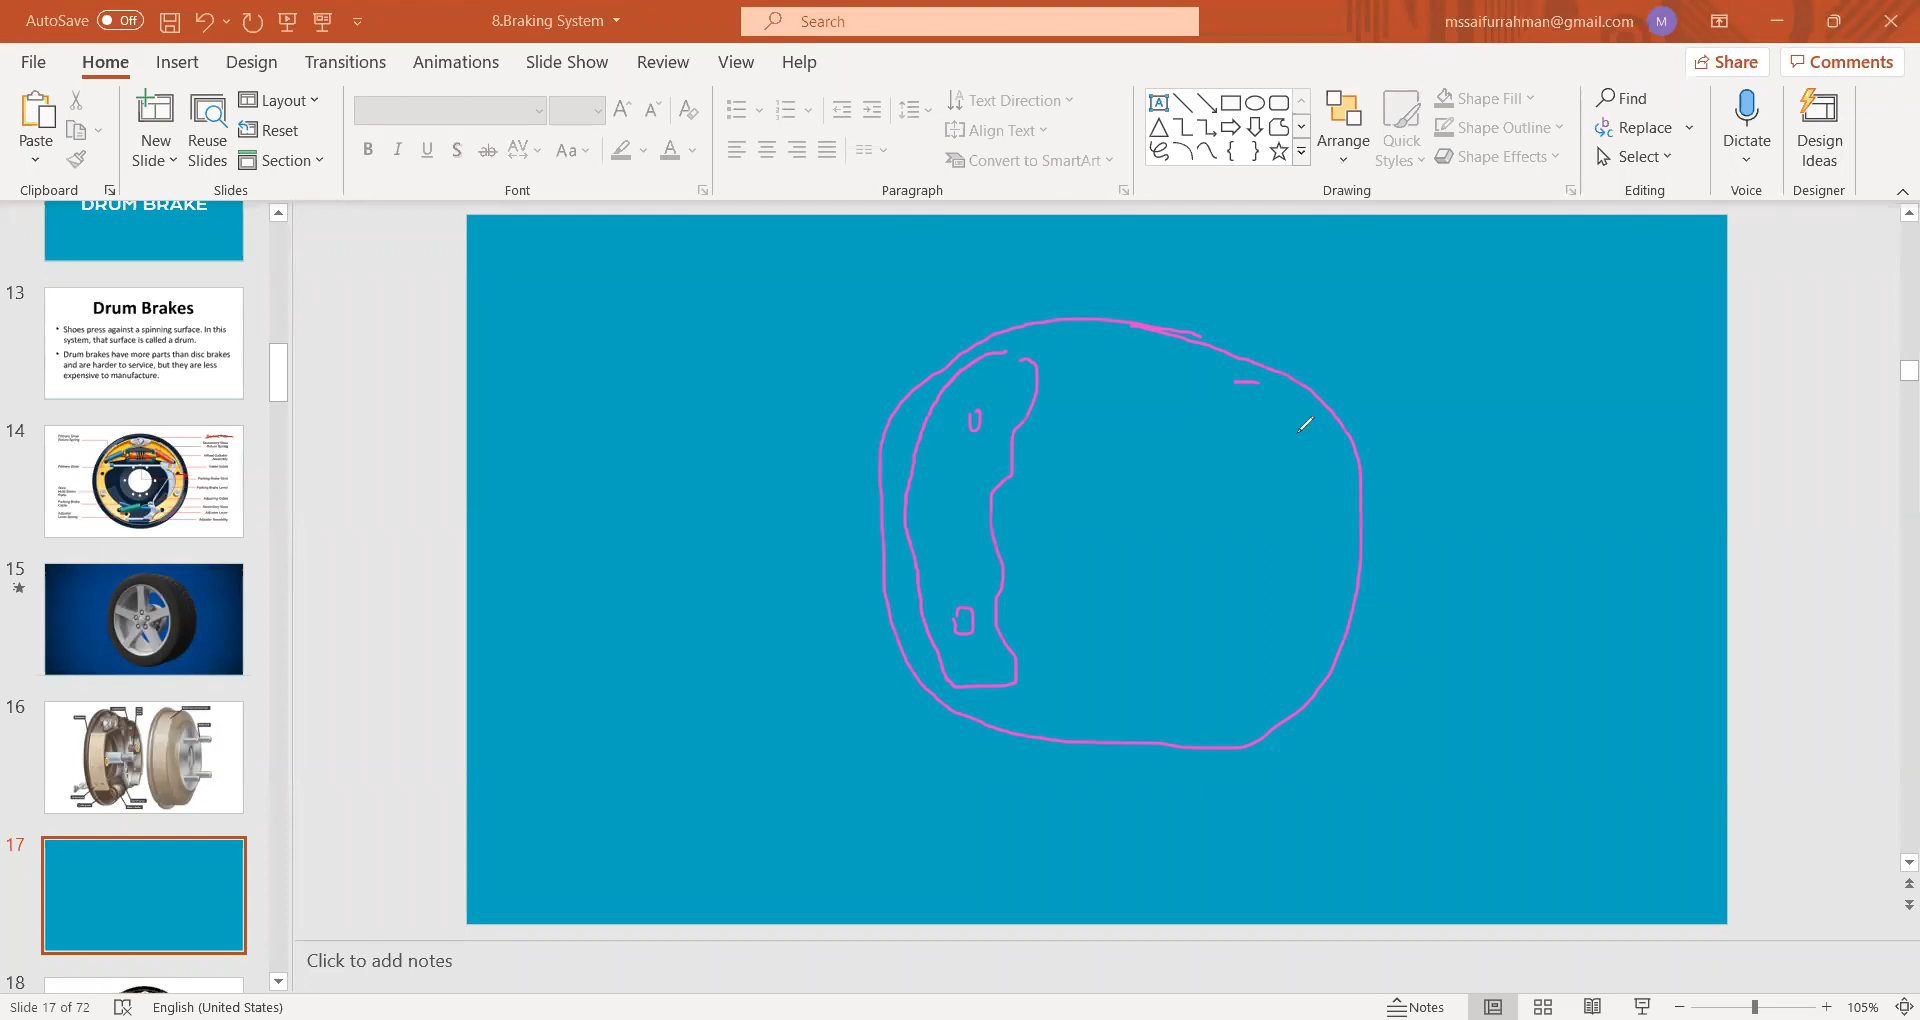 AutoSave Off 8.Braking System Search mssaifurrahman@gmail.com M
File Home Insert Design Transitions Animations Slide Show Review View Help Share Comments
Paste New Slide Reuse Slides Layout Reset Section
Text Direction
Align Text
Convert to SmartArt
Arrange Quick Styles Shape Fill
Shape Outline
Shape Effects
Find
Replace
Select
Dictate Design Ideas
Clipboard Slides Font Paragraph Drawing Editing Voice Designer
DRUM BRAKE
13
Drum Brakes
• Shoes press against a spinning surface. In this
system, that surface is called a drum.
• Drum brakes have more parts than disc brakes
and are harder to service, but they are less
expensive to manufacture.
14
15
16
17
18
Click to add notes
Slide 17 of 72 English (United States) Notes 105%